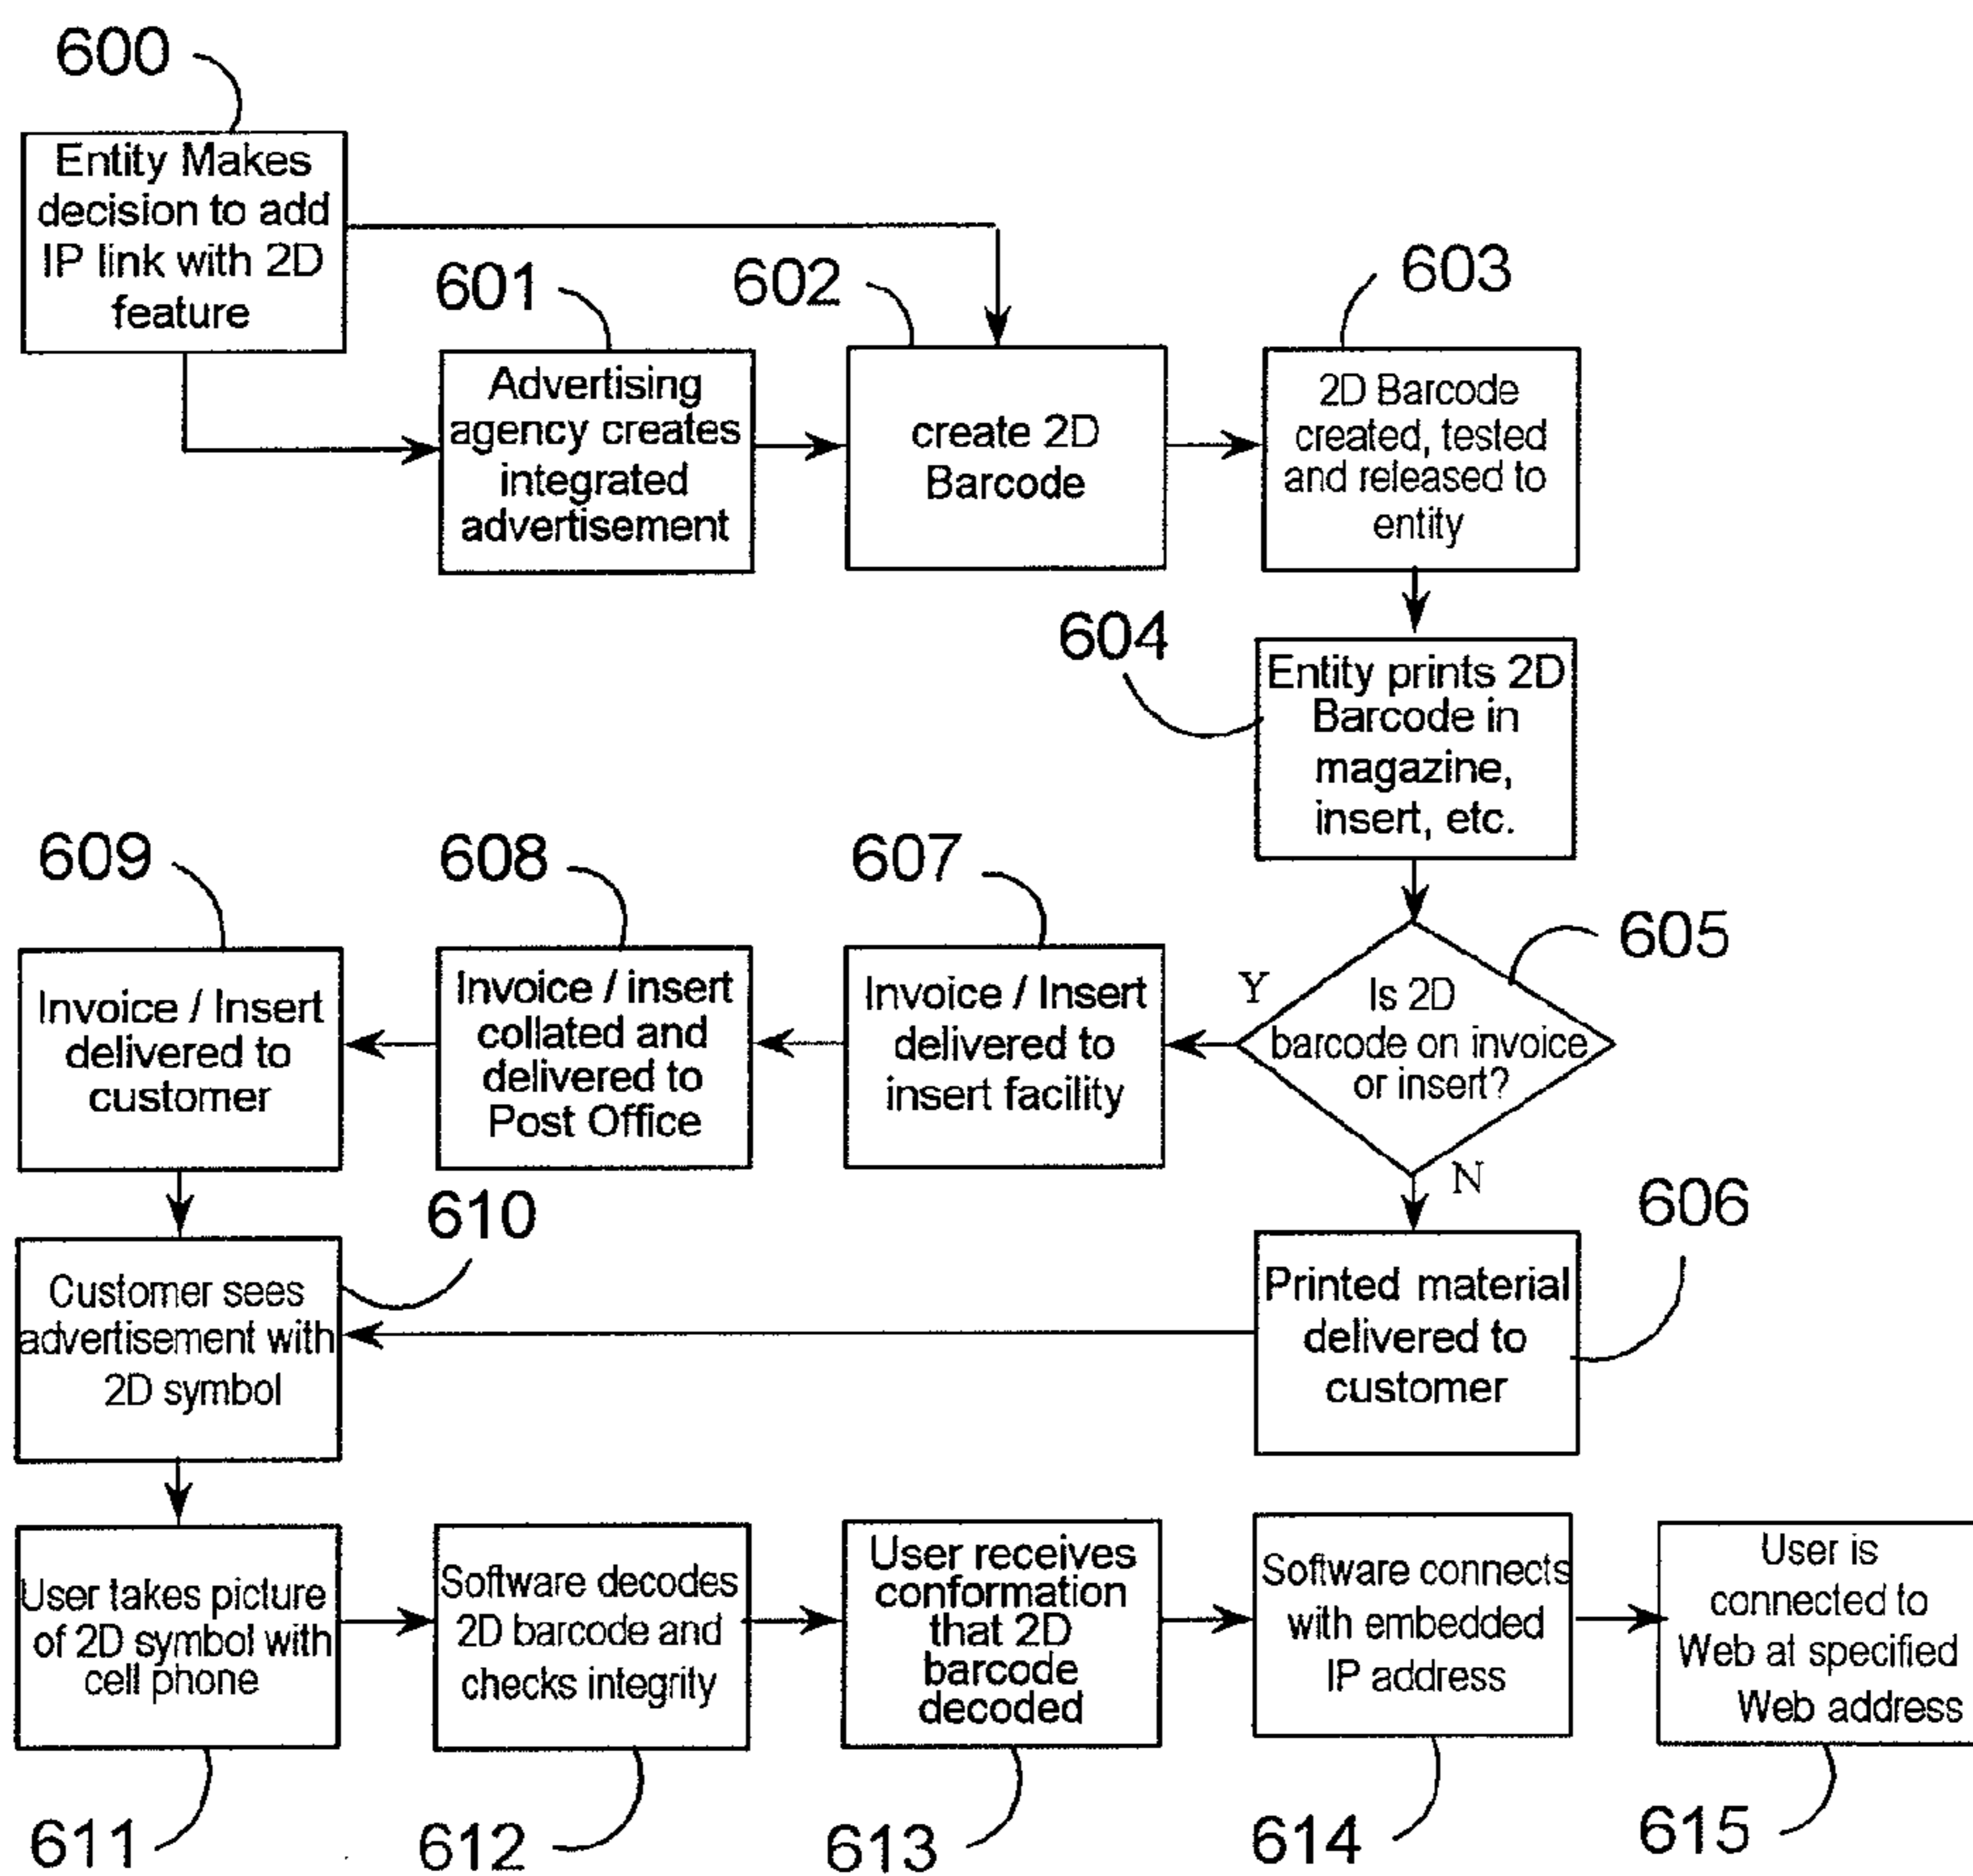 600
Entity Makes
decision to add
IP link with 2D
feature
601
Advertising
agency creates
integrated
advertisement
602
create 2D
Barcode
603
2D Barcode
created, tested
and released to
entity
604
Entity prints 2D
Barcode in
magazine,
insert, etc.
605
Is 2D
barcode on invoice
or insert?
Y
N
606
Printed material
delivered to
customer
607
Invoice / Insert
delivered to
insert facility
608
Invoice / insert
collated and
delivered to
Post Office
609
Invoice / Insert
delivered to
customer
610
Customer sees
advertisement with
2D symbol
User takes picture
of 2D symbol with
cell phone
611
Software decodes
2D barcode and
checks integrity
612
User receives
conformation
that 2D
barcode
decoded
613
Software connects
with embedded
IP address
614
User is
connected to
Web at specified
Web address
615